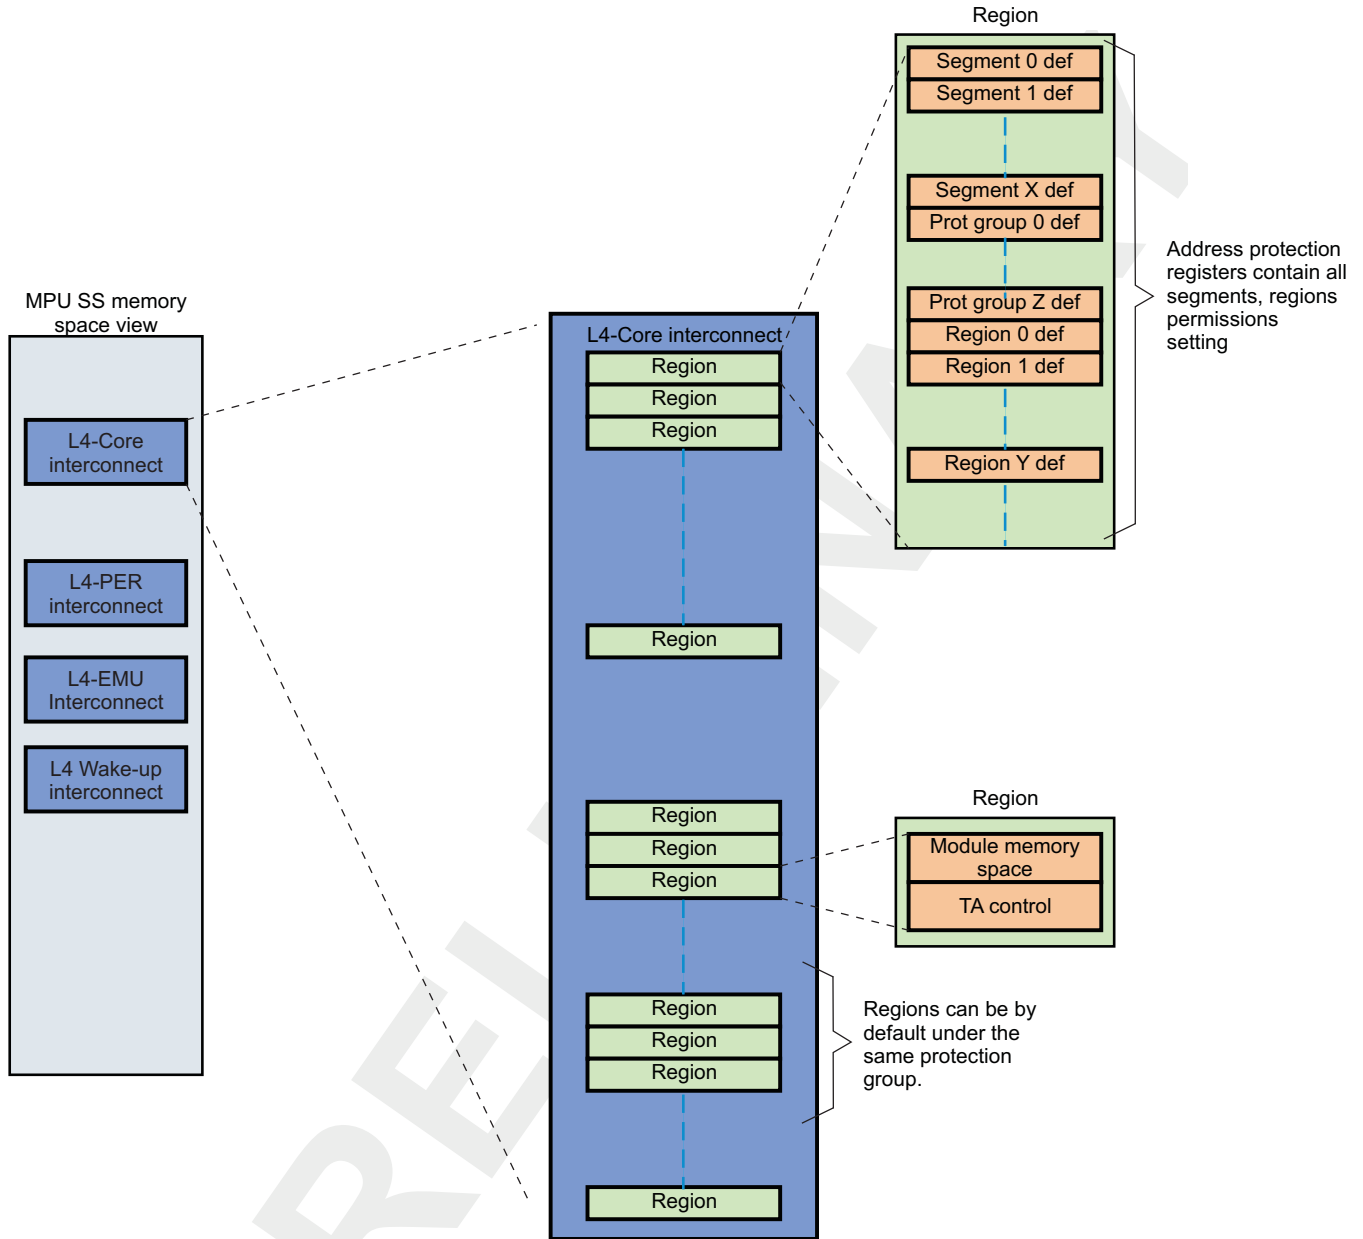 MPU SS memory
space view
L4-Core
interconnect
L4-PER
interconnect
L4-EMU
Interconnect
L4 Wake-up
interconnect
L4-Core interconnect
Region
Region
Region
Region
Region
Region
Region
Region
Region
Region
Region
Region
Segment 0 def
Segment 1 def
Segment X def
Prot group 0 def
Prot group Z def
Region 0 def
Region 1 def
Region Y def
Address protection
registers contain all
segments, regions
permissions
setting
Region
Module memory
space
TA control
Regions can be by
default under the
same protection
group.